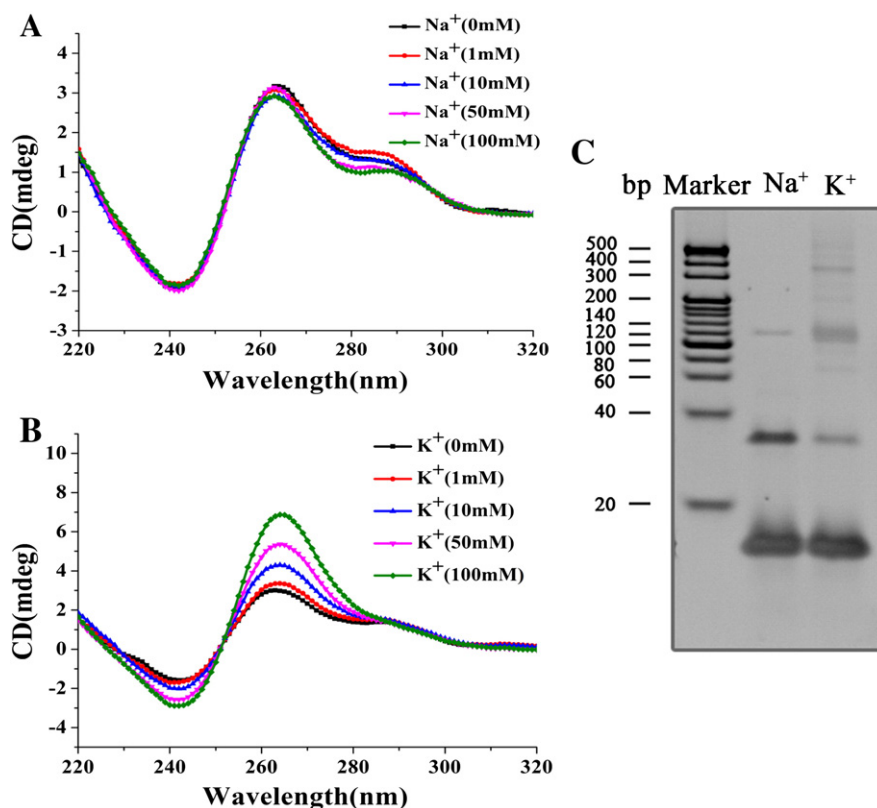 A
Na⁺(0mM)
Na⁺(1mM)
Na⁺(10mM)
Na⁺(50mM)
Na⁺(100mM)
CD(mdeg)
4
3
2
1
0
-1
-2
-3
220 240 260 280 300 320
Wavelength(nm)
B
K⁺(0mM)
K⁺(1mM)
K⁺(10mM)
K⁺(50mM)
K⁺(100mM)
CD(mdeg)
10
8
6
4
2
0
-2
-4
220 240 260 280 300 320
Wavelength(nm)
C
bp Marker Na⁺ K⁺
500
400
300
200
140
120
100
80
60
40
20